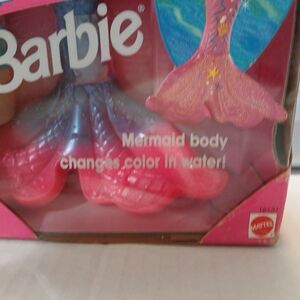 Barbie®
Mermaid body
changes color in water!
MATTEL